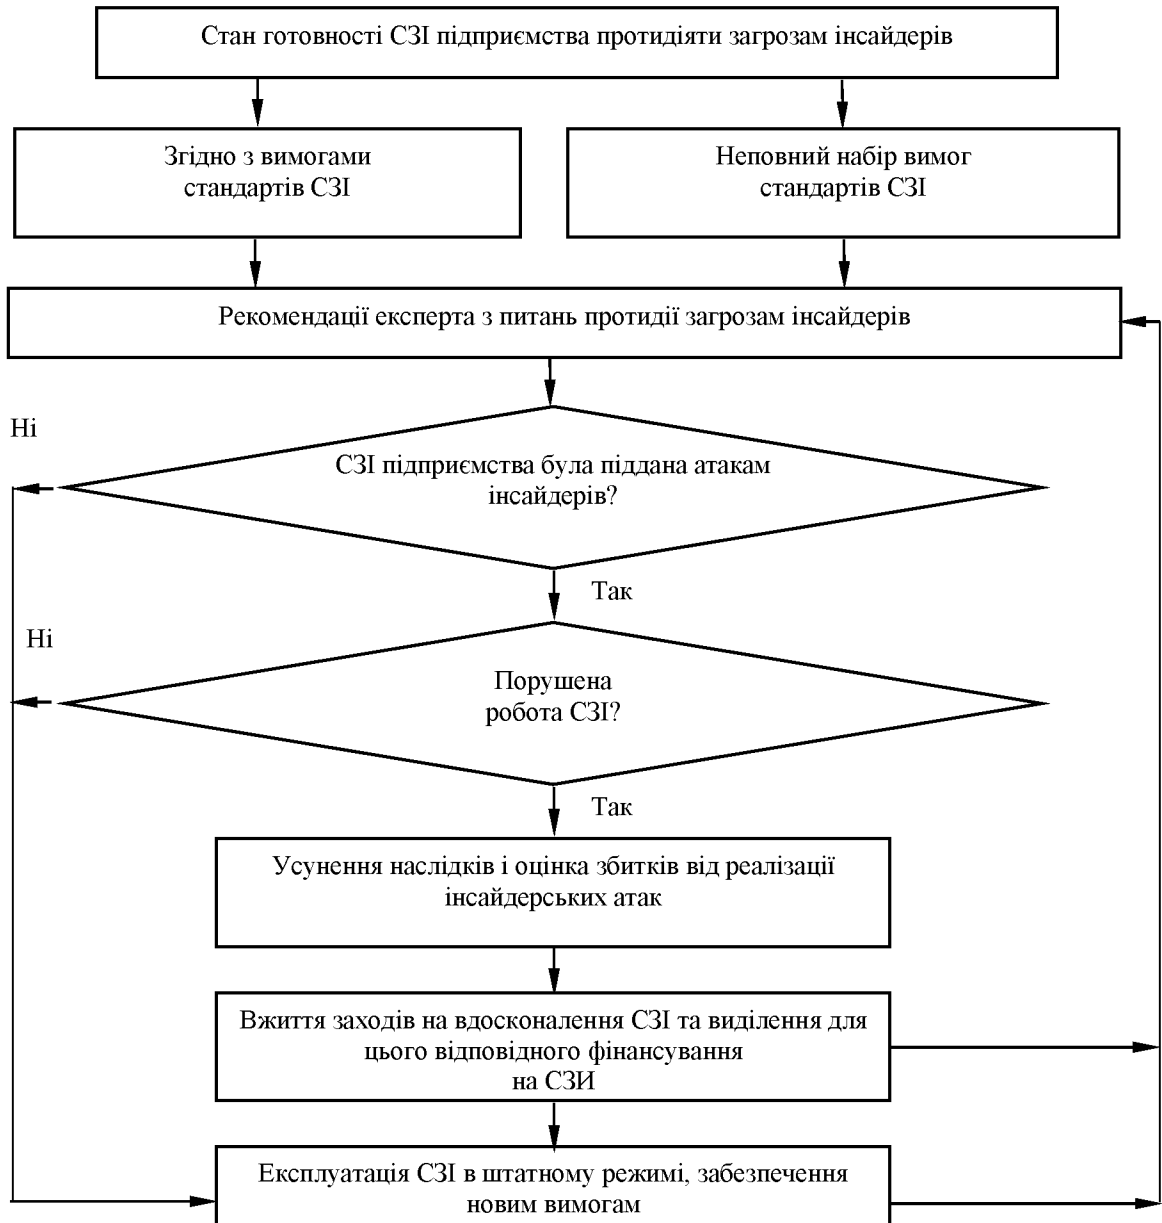 Стан готовності СЗІ підприємства протидіяти загрозам інсайдерів
Згідно з вимогами
стандартів СЗІ
Неповний набір вимог
стандартів СЗІ
Рекомендації експерта з питань протидії загрозам інсайдерів
Ні
СЗІ підприємства була піддана атакам
інсайдерів?
Так
Ні
Порушена
робота СЗІ?
Так
Усунення наслідків і оцінка збитків від реалізації
інсайдерських атак
Вжиття заходів на вдосконалення СЗІ та виділення для
цього відповідного фінансування
на СЗИ
Експлуатація СЗІ в штатному режимі, забезпечення
новим вимогам